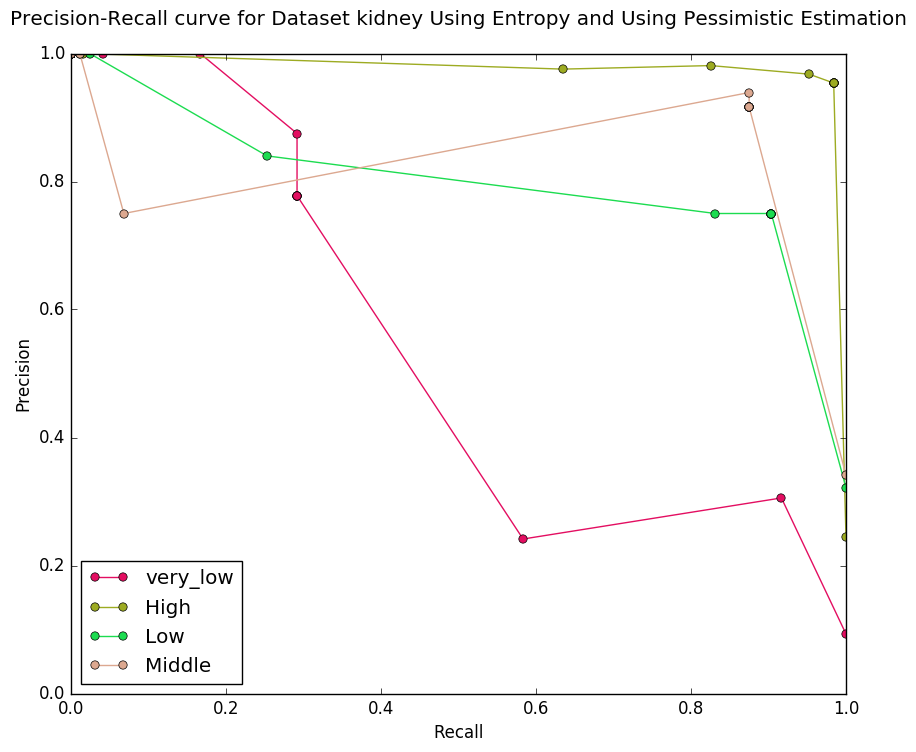 Precision-Recall curve for Dataset kidney Using Entropy and Using Pessimistic Estimation
1.0
0.8
0.6
0.4
0.2
0.0
Precision
very_low
High
Low
Middle
0.0 0.2 0.4 0.6 0.8 1.0
Recall